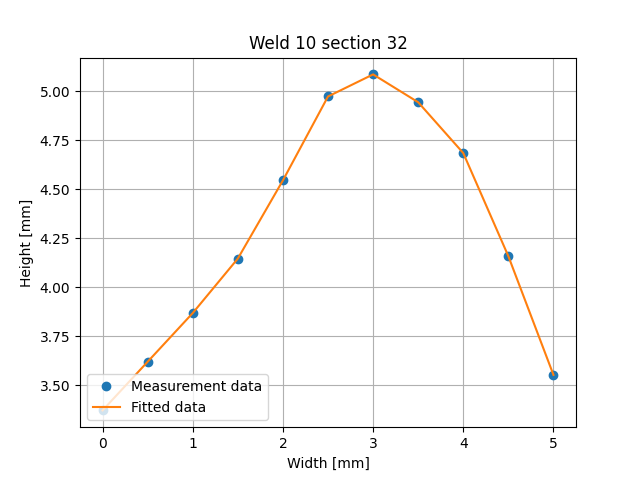 Weld 10 section 32
Height [mm]
5.00
4.75
4.50
4.25
4.00
3.75
3.50
Measurement data
Fitted data
0 1 2 3 4 5
Width [mm]